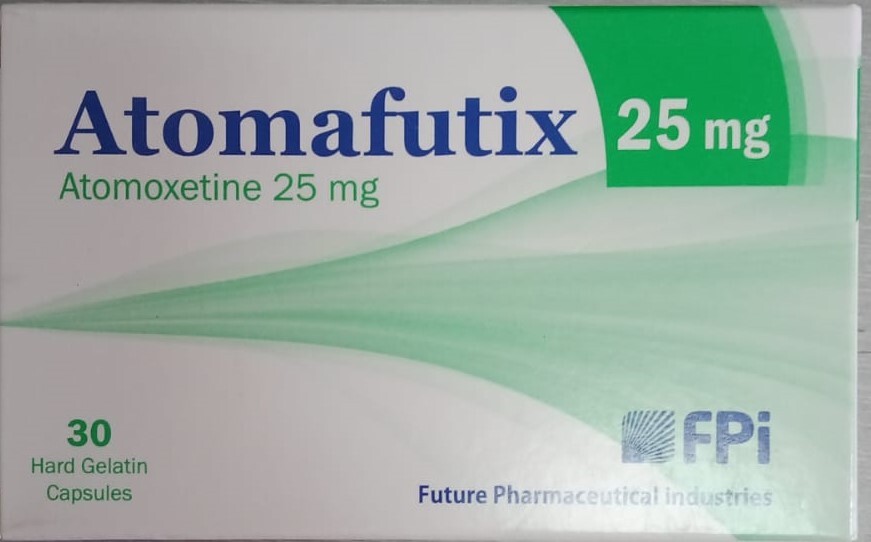 Atomafutix
25 mg
Atomoxetine 25 mg
30
Hard Gelatin
Capsules
FPi
Future Pharmaceutical industries